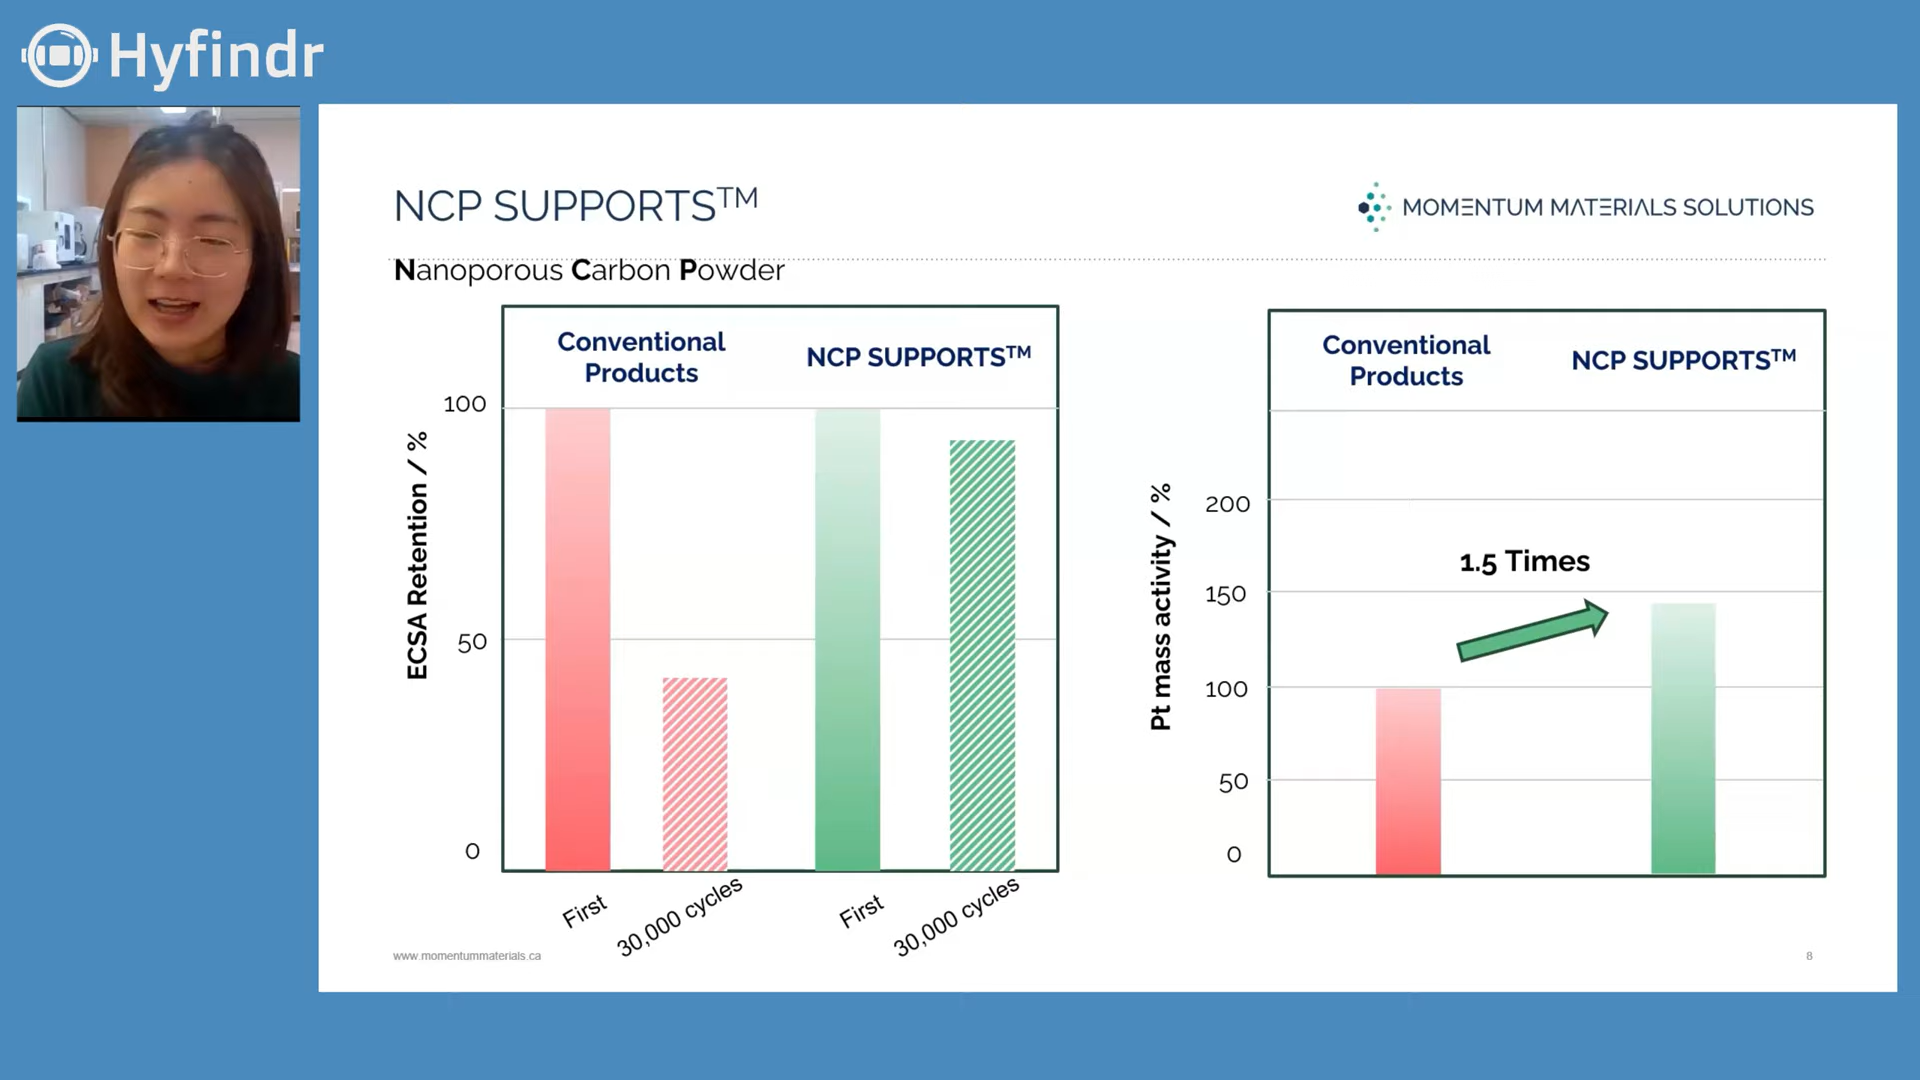 Hyfindr
NCP SUPPORTS™
MOMENTUM MATERIALS SOLUTIONS
Nanoporous Carbon Powder
Conventional
Products
NCP SUPPORTS™
100
50
0
ECSA Retention / %
First
30,000 cycles
First
30,000 cycles
Conventional
Products
NCP SUPPORTS™
200
150
100
50
0
Pt mass activity / %
1.5 Times
www.momentummaterials.ca
8